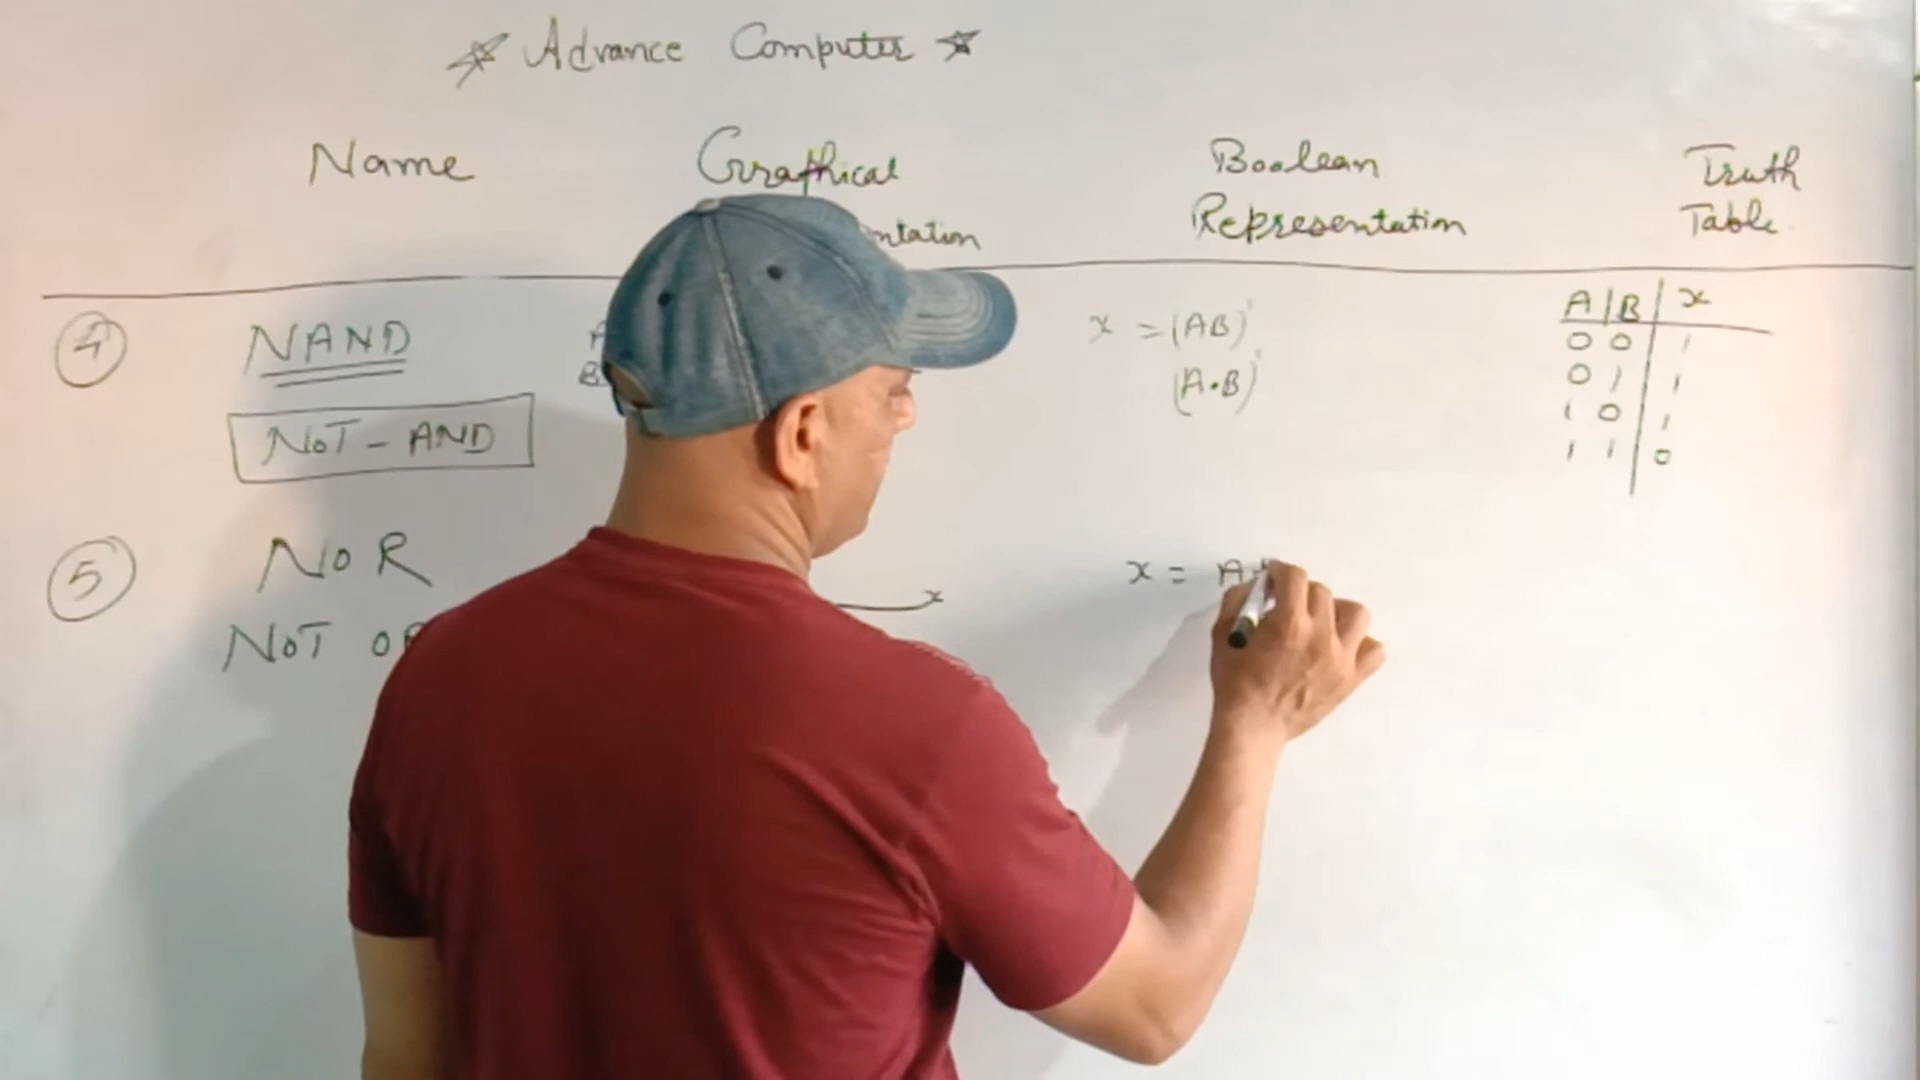 Advance Computer
Name Graphical Boolean Truth
Representation Table
4 NAND A x = (AB)' A B x
B (A.B)' 0 0 1
0 1 1
NOT - AND 1 0 1
1 1 0
5 NOR x x = A
NOT